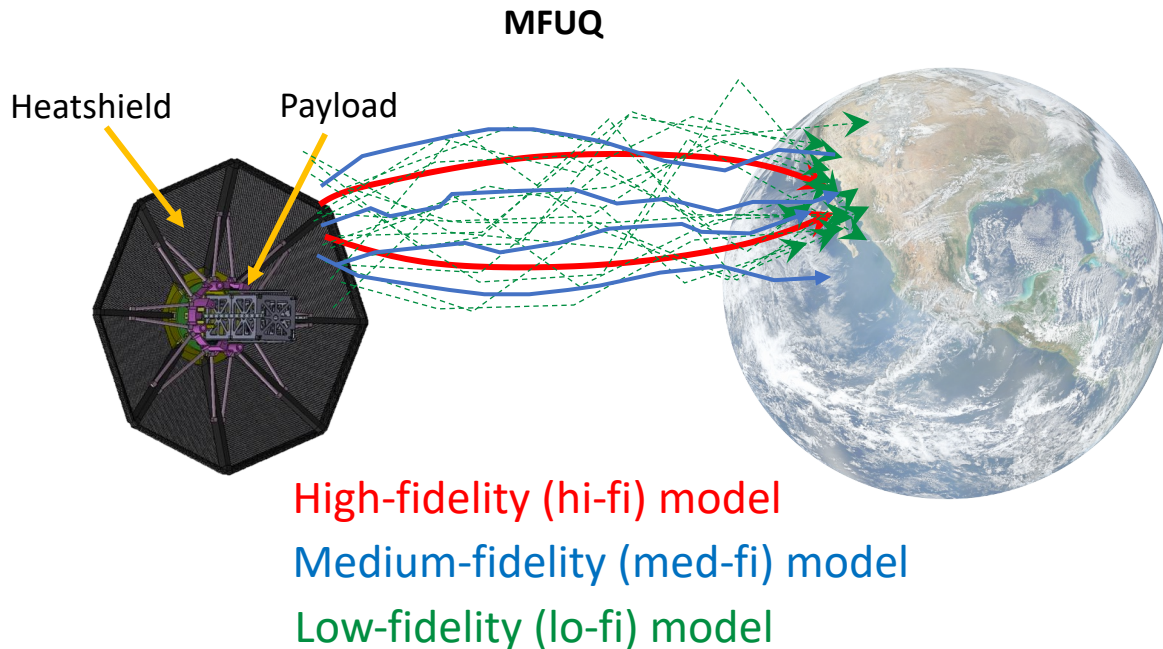 MFUQ
Heatshield
Payload
High-fidelity (hi-fi) model
Medium-fidelity (med-fi) model
Low-fidelity (lo-fi) model